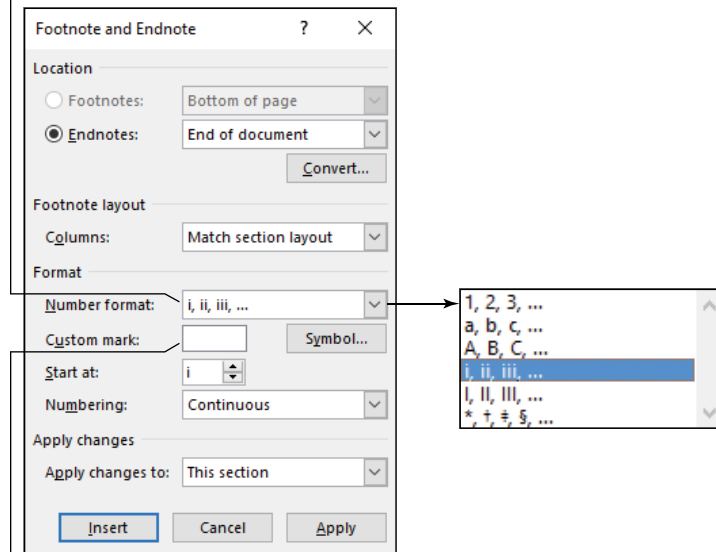 Footnote and Endnote ? ×
Location
Footnotes: Bottom of page
Endnotes: End of document
Convert...
Footnote layout
Columns: Match section layout
Format
Number format: i, ii, iii, ...
Custom mark: Symbol...
Start at: i
Numbering: Continuous
Apply changes
Apply changes to: This section
Insert Cancel Apply
1, 2, 3, ...
a, b, c, ...
A, B, C, ...
i, ii, iii, ...
I, II, III, ...
*, †, ‡, §, ...